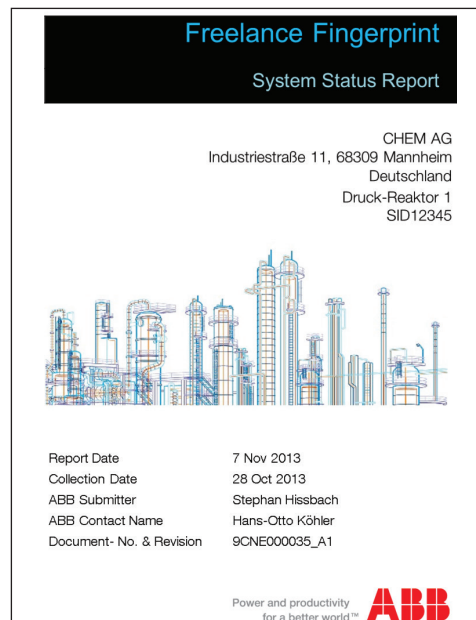 Freelance Fingerprint
System Status Report
CHEM AG
Industriestraße 11, 68309 Mannheim
Deutschland
Druck-Reaktor 1
SID12345
Report Date 7 Nov 2013
Collection Date 28 Oct 2013
ABB Submitter Stephan Hissbach
ABB Contact Name Hans-Otto Köhler
Document- No. & Revision 9CNE000035_A1
Power and productivity
for a better world™
ABB